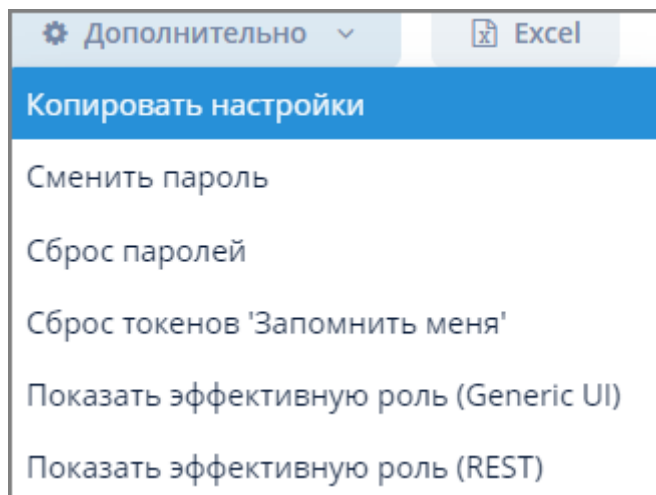 Дополнительно Excel
Копировать настройки
Сменить пароль
Сброс паролей
Сброс токенов 'Запомнить меня'
Показать эффективную роль (Generic UI)
Показать эффективную роль (REST)